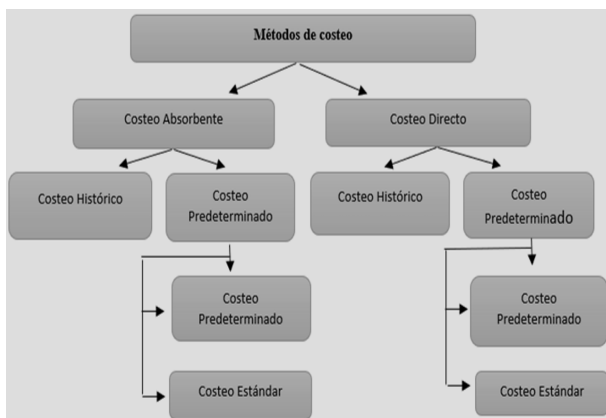 Métodos de costeo
Costeo Absorbente
Costeo Directo
Costeo Histórico
Costeo
Predeterminado
Costeo Histórico
Costeo
Predeterminado
Costeo
Predeterminado
Costeo
Predeterminado
Costeo Estándar
Costeo Estándar